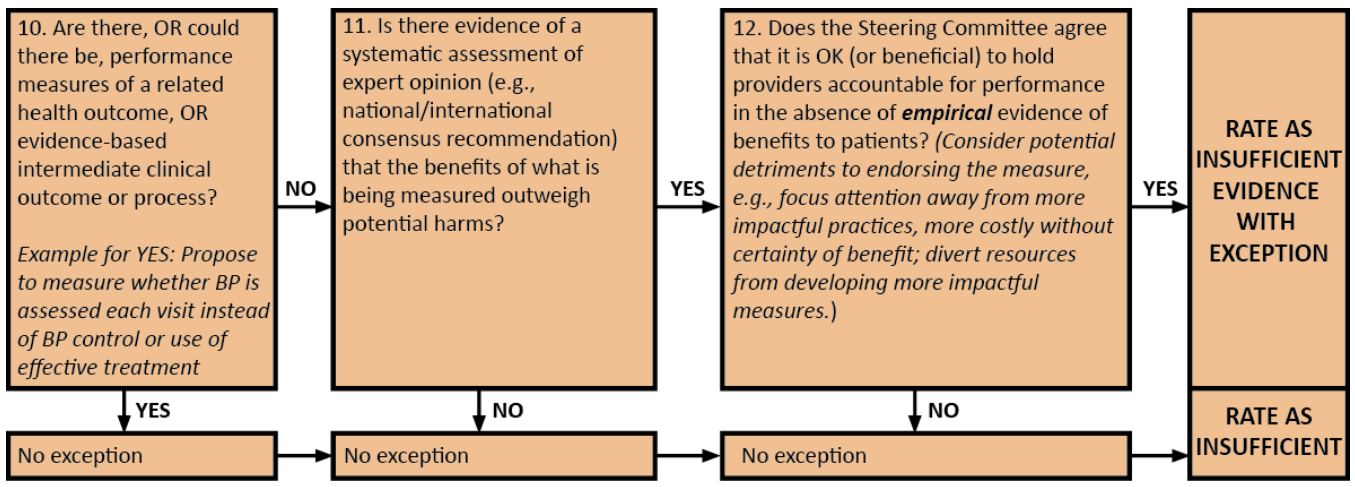 10. Are there, OR could
there be, performance
measures of a related
health outcome, OR
evidence-based
intermediate clinical
outcome or process?
Example for YES: Propose
to measure whether BP is
assessed each visit instead
of BP control or use of
effective treatment
NO
11. Is there evidence of a
systematic assessment of
expert opinion (e.g.,
national/international
consensus recommendation)
that the benefits of what is
being measured outweigh
potential harms?
YES
12. Does the Steering Committee agree
that it is OK (or beneficial) to hold
providers accountable for performance
in the absence of empirical evidence of
benefits to patients? (Consider potential
detriments to endorsing the measure,
e.g., focus attention away from more
impactful practices, more costly without
certainty of benefit; divert resources
from developing more impactful
measures.)
YES
RATE AS
INSUFFICIENT
EVIDENCE
WITH
EXCEPTION
YES
NO
NO
No exception
No exception
No exception
RATE AS
INSUFFICIENT